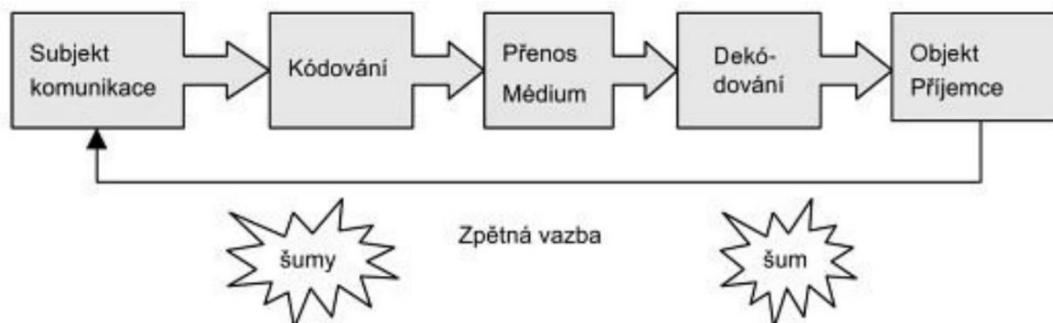 Subjekt
komunikace
Kódování
Přenos
Médium
Dekó-
dování
Objekt
Příjemce
Zpětná vazba
šumy
šum